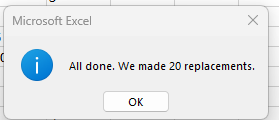 Microsoft Excel
All done. We made 20 replacements.
OK